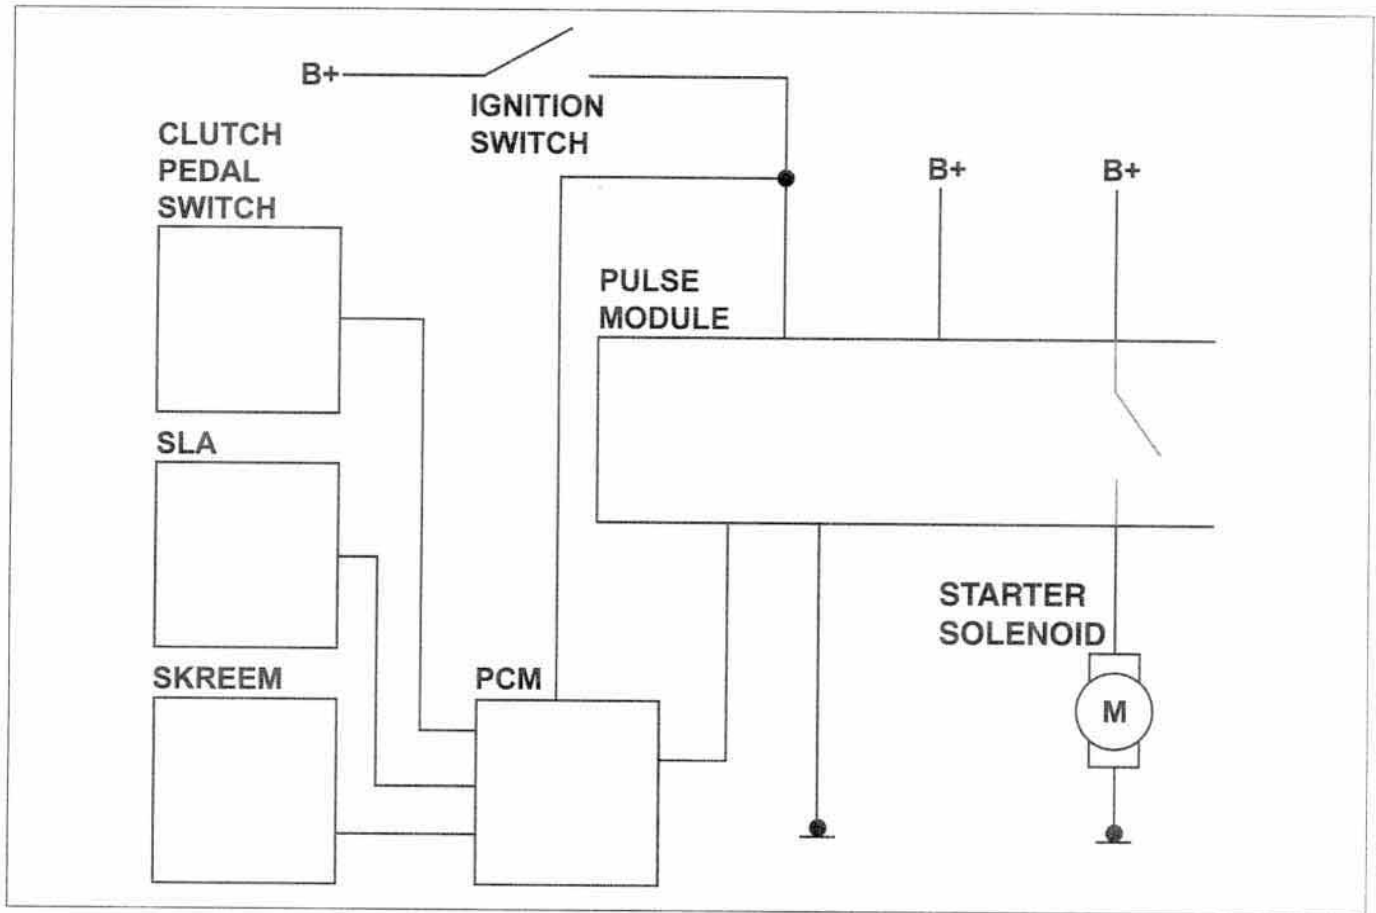 B+
IGNITION
SWITCH
CLUTCH
PEDAL
SWITCH
B+
B+
PULSE
MODULE
SLA
STARTER
SOLENOID
SKREEM
PCM
M